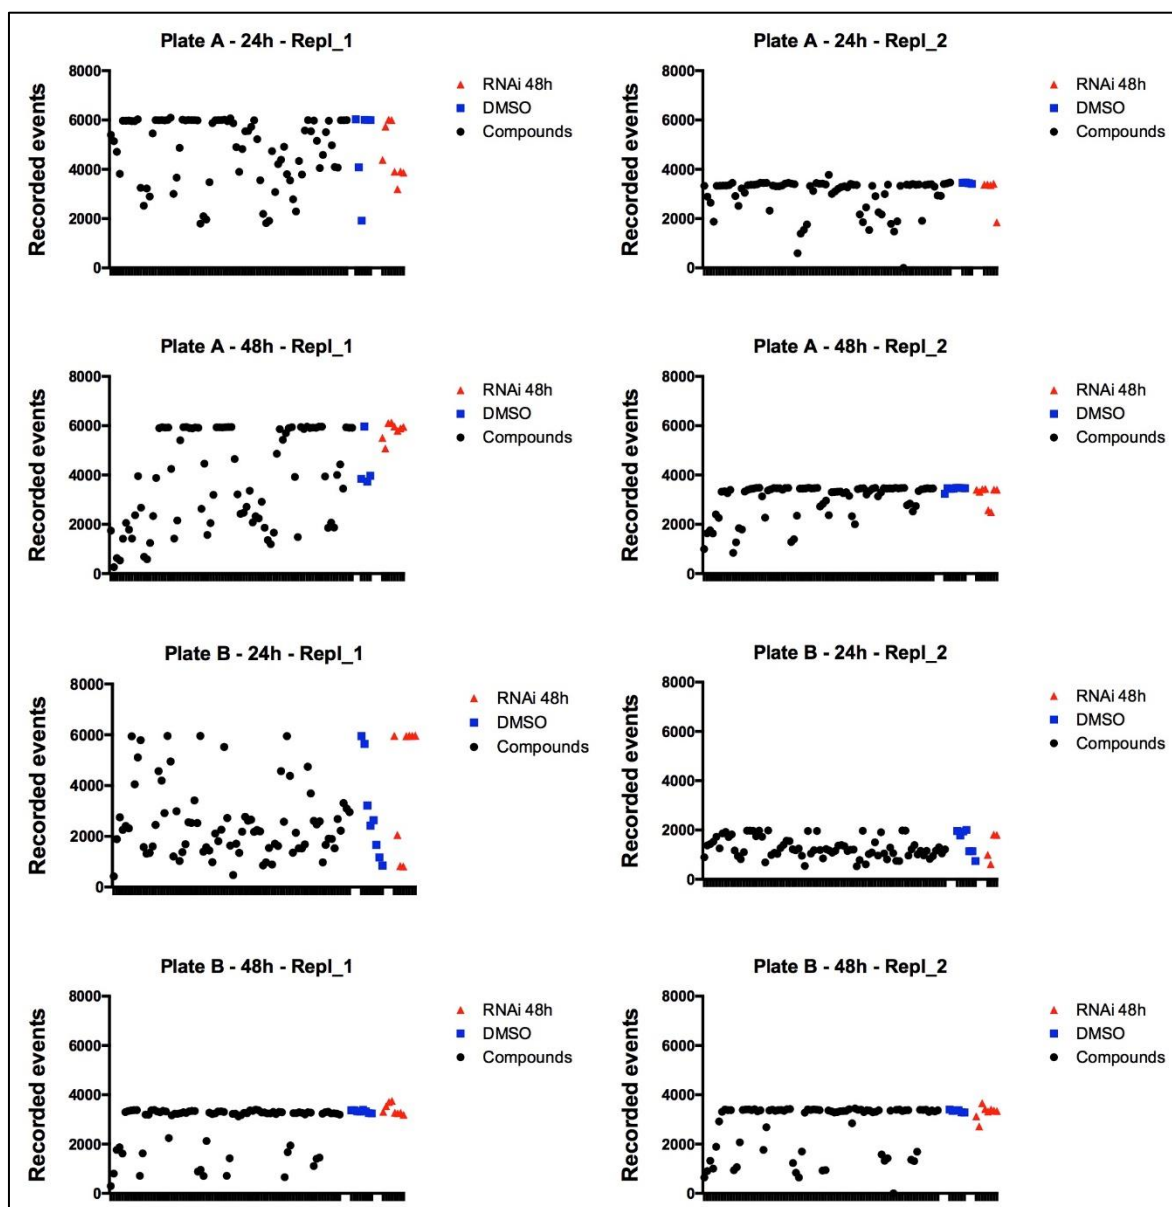 Plate A - 24h - Repl_1
Recorded events
8000
6000
4000
2000
0
RNAi 48h
DMSO
Compounds
Plate A - 24h - Repl_2
Recorded events
8000
6000
4000
2000
0
RNAi 48h
DMSO
Compounds
Plate A - 48h - Repl_1
Recorded events
8000
6000
4000
2000
0
RNAi 48h
DMSO
Compounds
Plate A - 48h - Repl_2
Recorded events
8000
6000
4000
2000
0
RNAi 48h
DMSO
Compounds
Plate B - 24h - Repl_1
Recorded events
8000
6000
4000
2000
0
RNAi 48h
DMSO
Compounds
Plate B - 24h - Repl_2
Recorded events
8000
6000
4000
2000
0
RNAi 48h
DMSO
Compounds
Plate B - 48h - Repl_1
Recorded events
8000
6000
4000
2000
0
RNAi 48h
DMSO
Compounds
Plate B - 48h - Repl_2
Recorded events
8000
6000
4000
2000
0
RNAi 48h
DMSO
Compounds